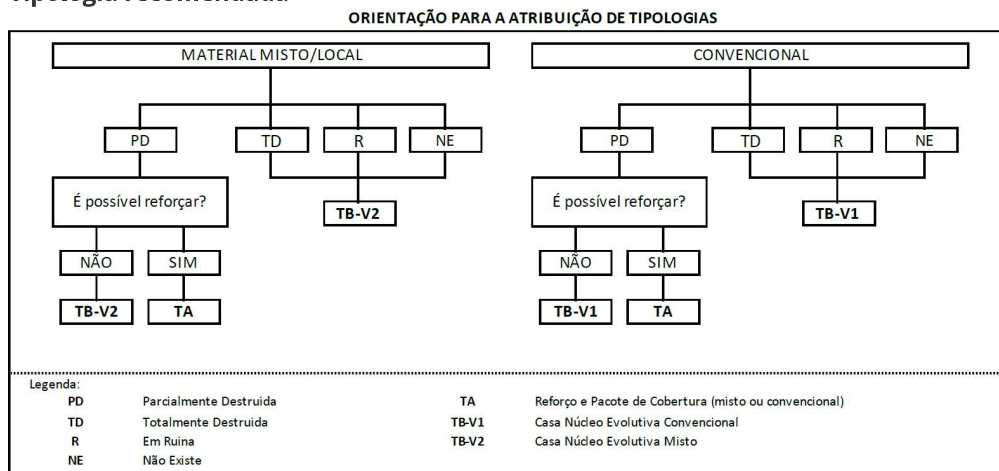 Tipologia recomendada
ORIENTAÇÃO PARA A ATRIBUIÇÃO DE TIPOLOGIAS
MATERIAL MISTO/LOCAL
CONVENCIONAL
PD TD R NE
PD TD R NE
É possível reforçar?
TB-V2
É possível reforçar?
TB-V1
NÃO SIM
NÃO SIM
TB-V2 TA
TB-V1 TA
Legenda:
PD Parcialmente Destruida
TA Reforço e Pacote de Cobertura (misto ou convencional)
TD Totalmente Destruida
TB-V1 Casa Núcleo Evolutiva Convencional
R Em Ruina
TB-V2 Casa Núcleo Evolutiva Misto
NE Não Existe